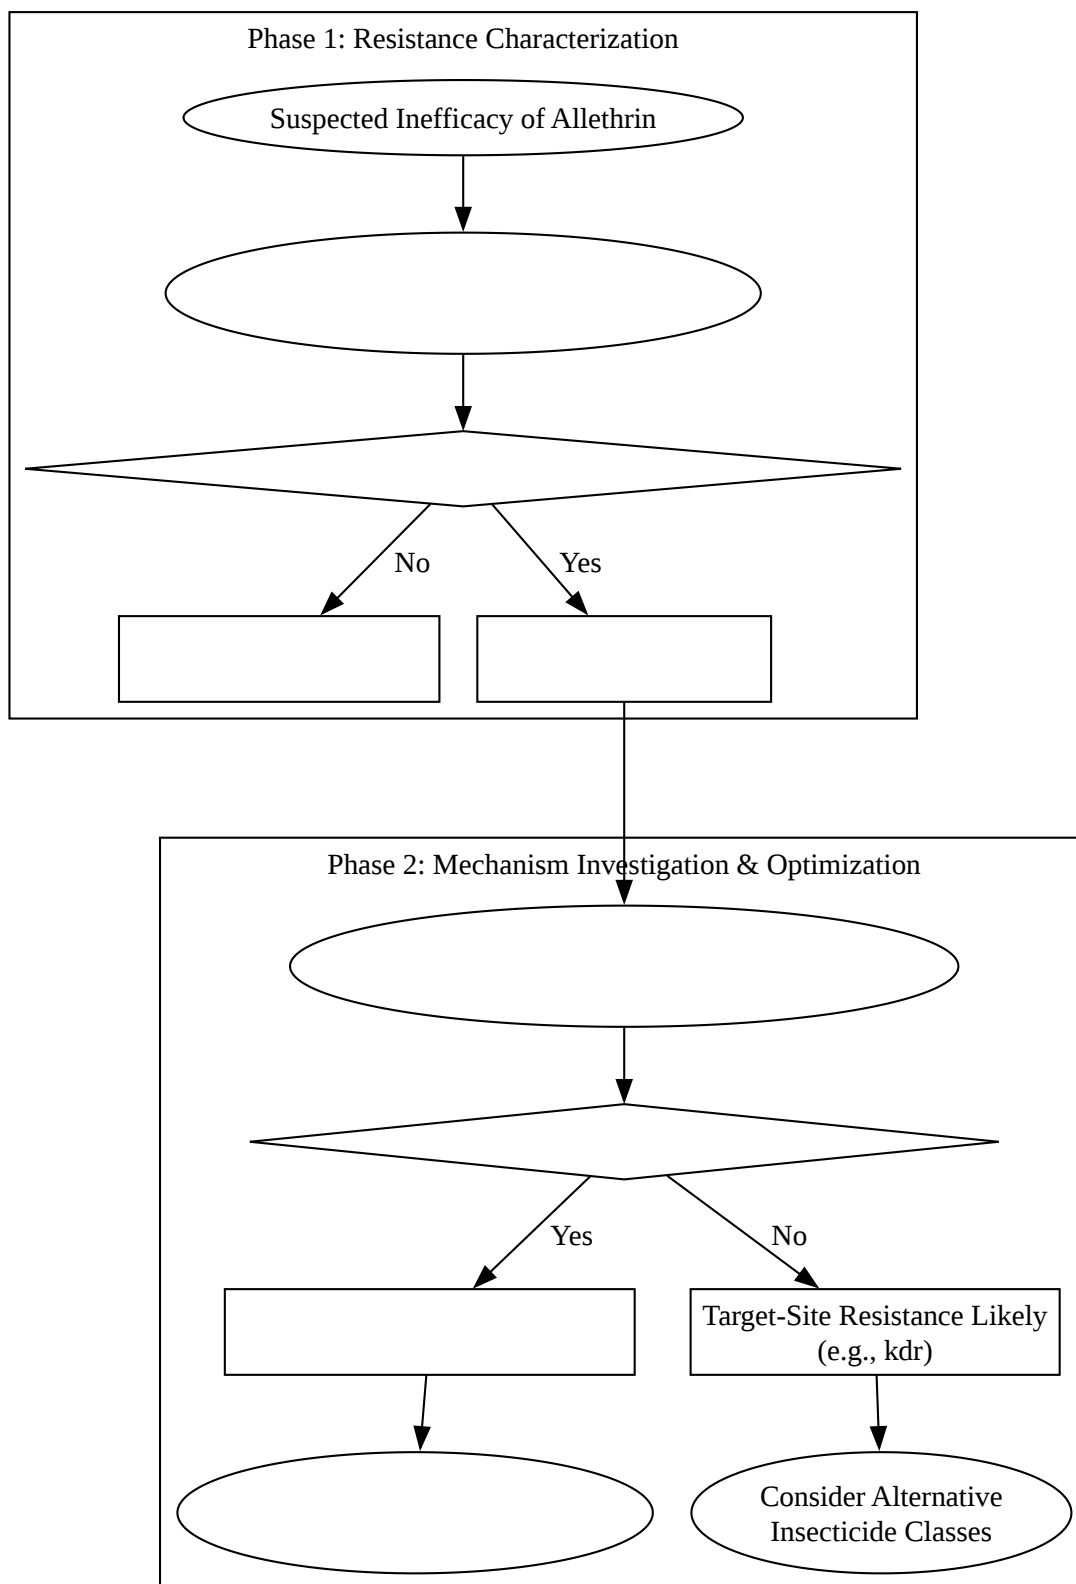 Phase 1: Resistance Characterization
Suspected Inefficacy of Allethrin
No
Yes
Phase 2: Mechanism Investigation & Optimization
Yes
No
Target-Site Resistance Likely
(e.g., kdr)
Consider Alternative
Insecticide Classes